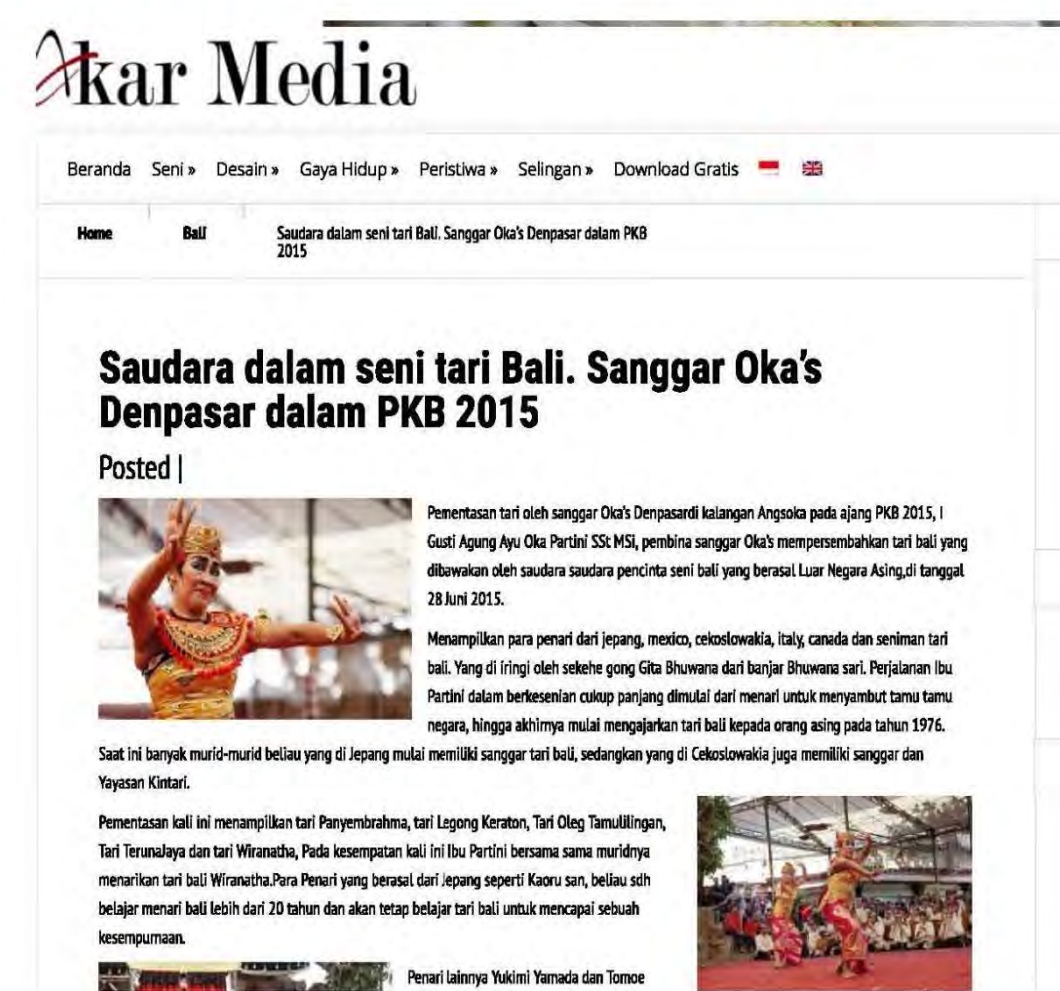 Akar Media
Beranda Seni » Desain » Gaya Hidup » Peristiwa » Selingan » Download Gratis
Home Bali Saudara dalam seni tari Bali. Sanggar Oka's Denpasar dalam PKB
2015
Saudara dalam seni tari Bali. Sanggar Oka's
Denpasar dalam PKB 2015
Posted |
Pementasan tari oleh sanggar Oka's Denpasardi kalangan Angsoka pada ajang PKB 2015, I
Gusti Agung Ayu Oka Partini SSt MSi, pembina sanggar Oka's mempersembahkan tari bali yang
dibawakan oleh saudara saudara pencinta seni bali yang berasal Luar Negara Asing,di tanggal
28 Juni 2015.
Menampilkan para penari dari jepang, mexico, cekoslowakia, italy, canada dan seniman tari
bali. Yang di iringi oleh sekehe gong Gita Bhuwana dari banjar Bhuwana sari. Perjalanan Ibu
Partini dalam berkesenian cukup panjang dimulai dari menari untuk menyambut tamu tamu
negara, hingga akhirnya mulai mengajarkan tari bali kepada orang asing pada tahun 1976.
Saat ini banyak murid-murid beliau yang di Jepang mulai memiliki sanggar tari bali, sedangkan yang di Cekoslowakia juga memiliki sanggar dan
Yayasan Kintari.
Pementasan kali ini menampilkan tari Panyembrahma, tari Legong Keraton, Tari Oleg Tamulilingan,
Tari TerunaJaya dan tari Wiranatha, Pada kesempatan kali ini Ibu Partini bersama sama muridnya
menarikan tari bali Wiranatha.Para Penari yang berasal dari Jepang seperti Kaoru san, beliau sdh
belajar menari bali lebih dari 20 tahun dan akan tetap belajar tari bali untuk mencapai sebuah
kesempurnaan.
Penari lainnya Yukimi Yamada dan Tomoe